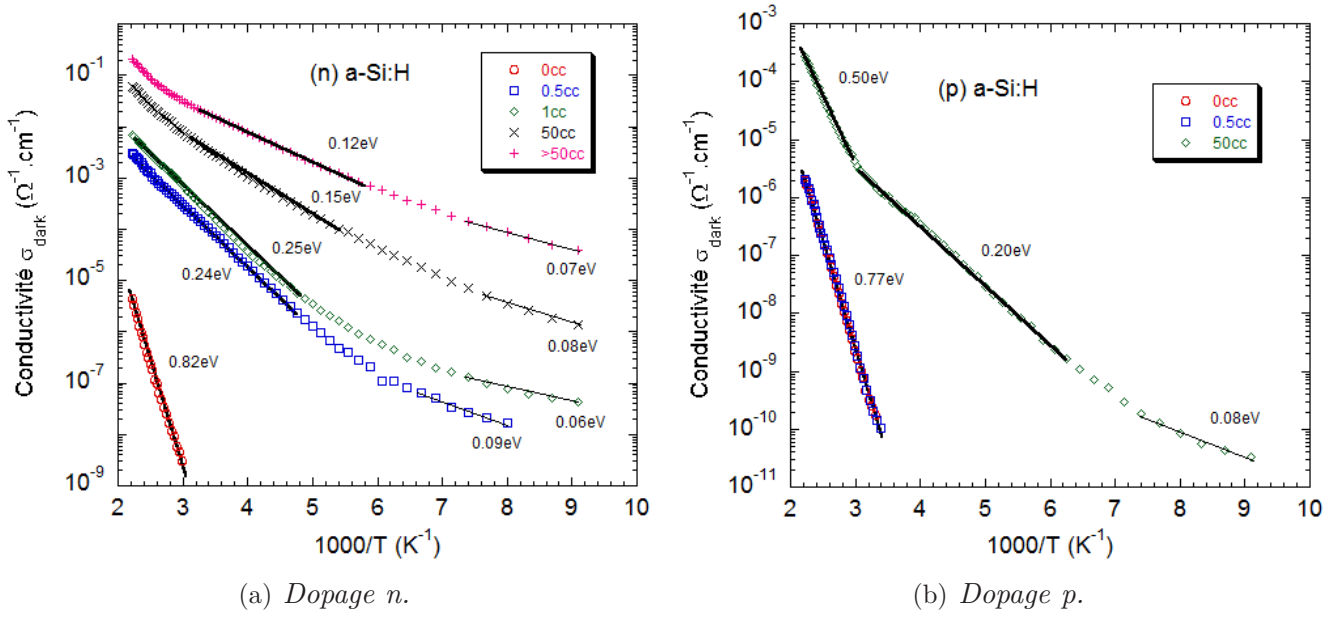 (n) a-Si:H
0cc
0.5cc
1cc
50cc
>50cc
10^-1
10^-3
10^-5
10^-7
10^-9
Conductivité σ_dark (Ω^-1.cm^-1)
0.12eV
0.15eV
0.25eV
0.24eV
0.82eV
0.07eV
0.08eV
0.06eV
0.09eV
2 3 4 5 6 7 8 9 10
1000/T (K^-1)
(a) Dopage n.
(p) a-Si:H
0cc
0.5cc
50cc
10^-3
10^-4
10^-5
10^-6
10^-7
10^-8
10^-9
10^-10
10^-11
Conductivité σ_dark (Ω^-1.cm^-1)
0.50eV
0.77eV
0.20eV
0.08eV
2 3 4 5 6 7 8 9 10
1000/T (K^-1)
(b) Dopage p.